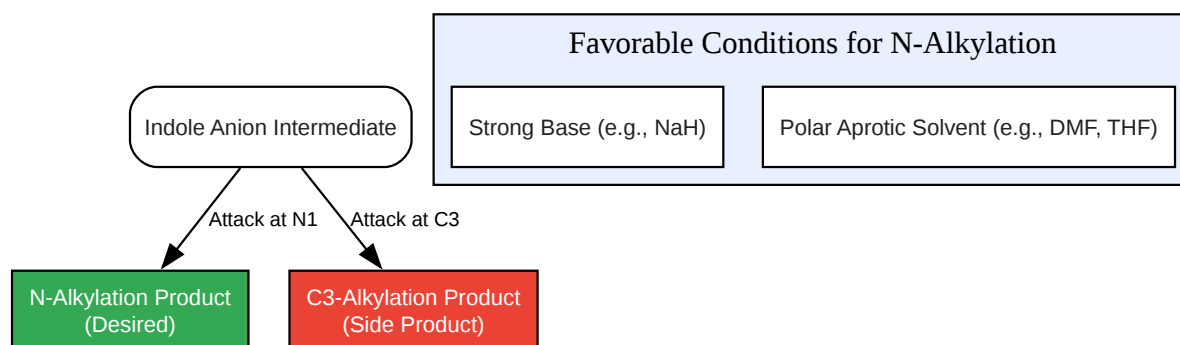 Favorable Conditions for N-Alkylation
Indole Anion Intermediate
Strong Base (e.g., NaH)
Polar Aprotic Solvent (e.g., DMF, THF)
Attack at N1
Attack at C3
N-Alkylation Product
(Desired)
C3-Alkylation Product
(Side Product)